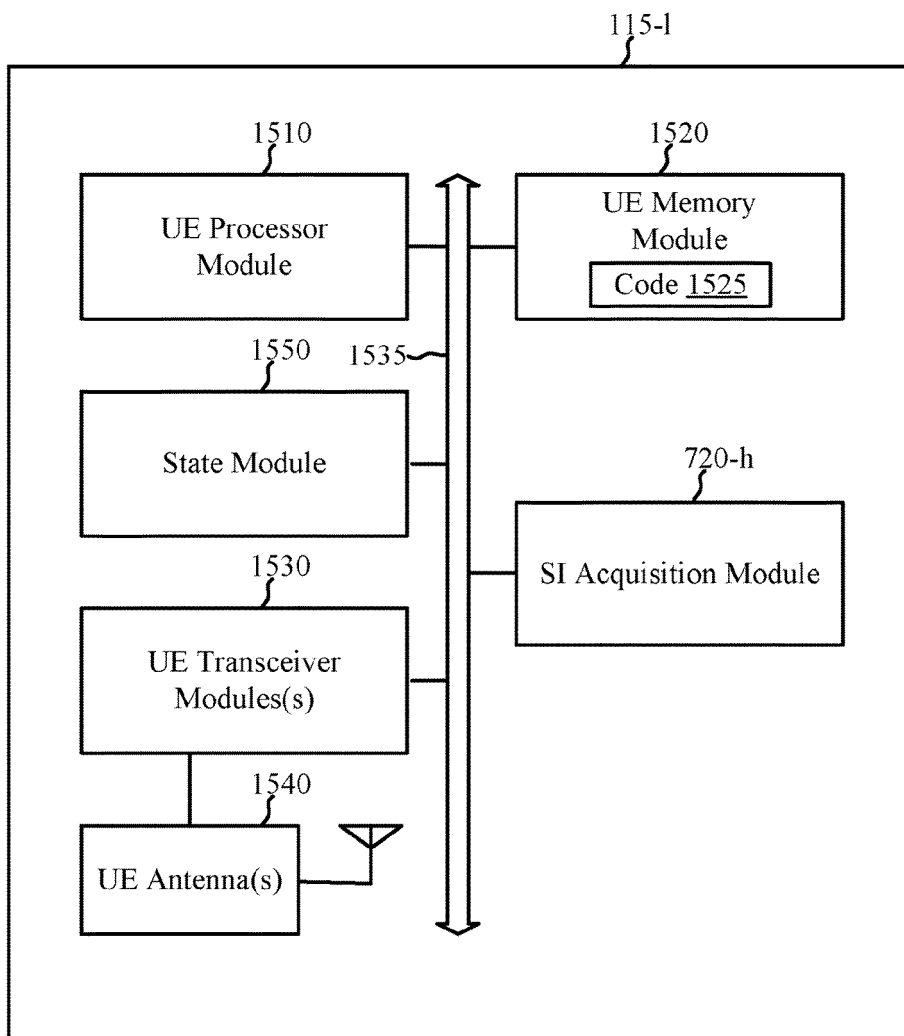 115-l
1510
UE Processor
Module
1520
UE Memory
Module
Code 1525
1535
1550
State Module
720-h
SI Acquisition Module
1530
UE Transceiver
Modules(s)
1540
UE Antenna(s)